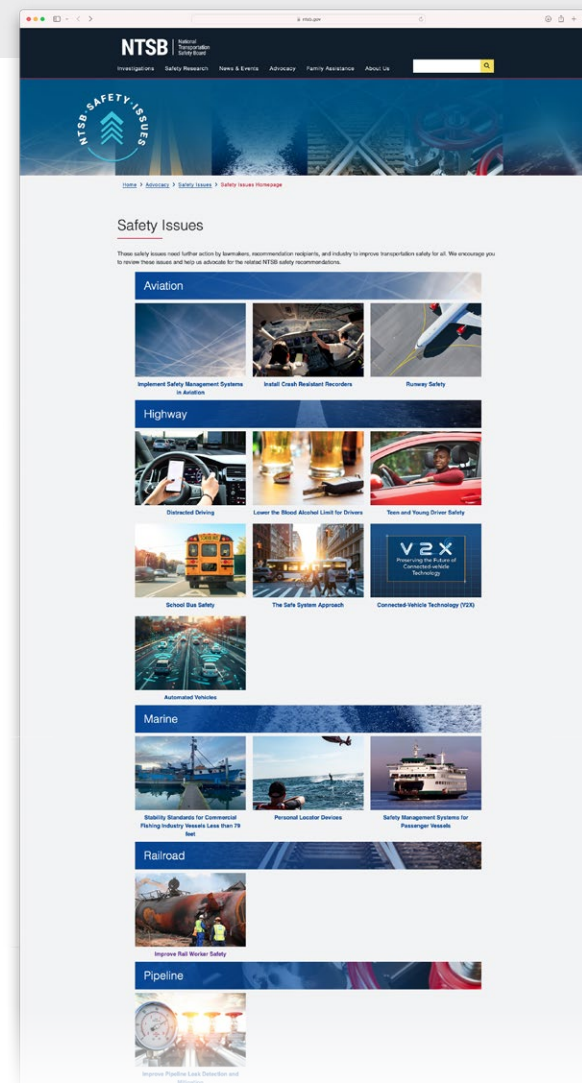 ntsb.gov
NTSB
National
Transportation
Safety Board
Investigations Safety Research News & Events Advocacy Family Assistance About Us
NTSB·SAFETY·ISSUES
Home > Advocacy > Safety Issues > Safety Issues Homepage
Safety Issues
These safety issues need further action by lawmakers, recommendation recipients, and industry to improve transportation safety for all. We encourage you
to review these issues and help us advocate for the related NTSB safety recommendations.
Aviation
Implement Safety Management Systems
in Aviation
Install Crash Resistant Recorders
Runway Safety
Highway
Distracted Driving
Lower the Blood Alcohol Limit for Drivers
Teen and Young Driver Safety
V2X
Preserving the Future of
Connected-vehicle
Technology
School Bus Safety
The Safe System Approach
Connected-Vehicle Technology (V2X)
Automated Vehicles
Marine
Stability Standards for Commercial
Fishing Industry Vessels Less than 79
feet
Personal Locator Devices
Safety Management Systems for
Passenger Vessels
Railroad
Improve Rail Worker Safety
Pipeline
Improve Pipeline Leak Detection and
Mitigation